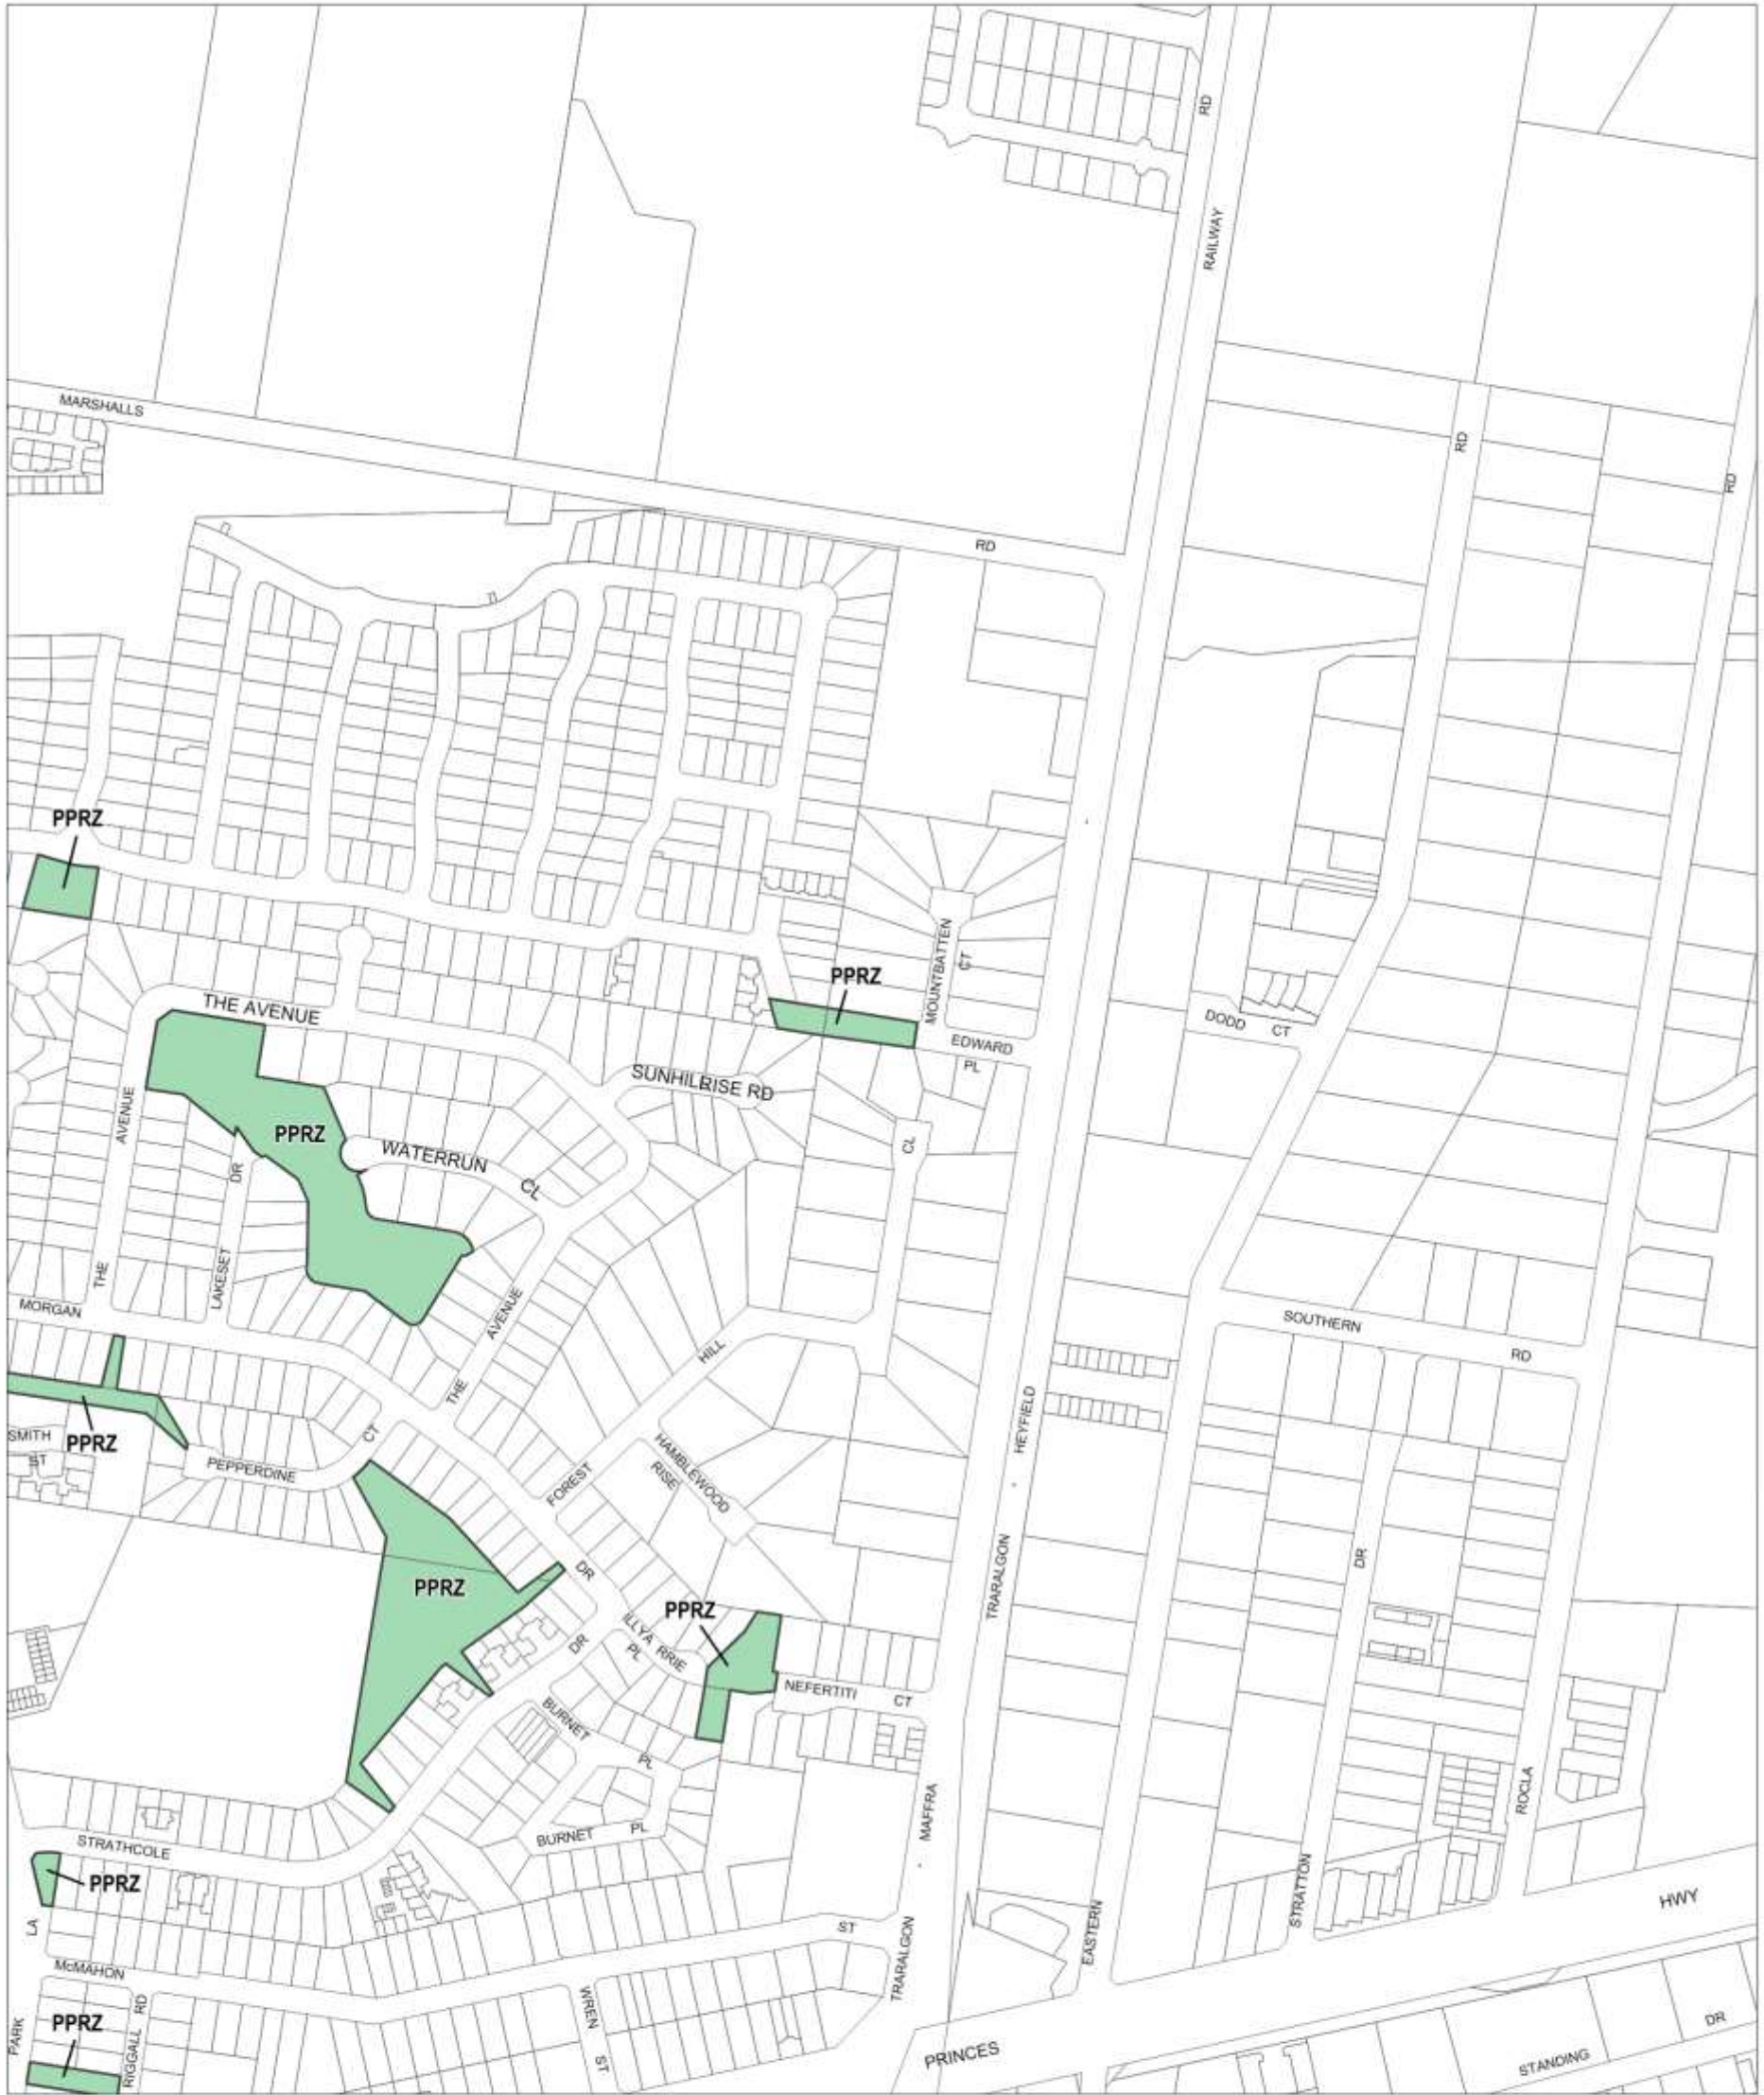 RD
RAILWAY
MARSHALLS
RD
RD
RD
PPRZ
PPRZ
MOUNTBATTEN
CT
THE AVENUE
EDWARD
PL
DODD CT
SUNHILRISE RD
AVENUE
PPRZ
WATERRUN
CL
CL
DR
LAKESET
THE
MORGAN
AVENUE
THE
HILL
SOUTHERN
RD
HEYFIELD
SMITH
ST
PPRZ
CT
PEPPERDINE
FOREST
HAMBLEWOOD
RISE
TRARALGON
DR
PPRZ
DR
PPRZ
ILLYA RRIE
PL
DR
NEFERTITI CT
BURNET
PL
BURNET PL
MAFFRA
ROCLA
STRATHCOLE
PPRZ
STRATTON
HWY
EASTERN
LA
ST
TRARALGON
McMAHON
RD
WREN
ST
PPRZ
PARK
RIGGALL
PRINCES
STANDING
DR